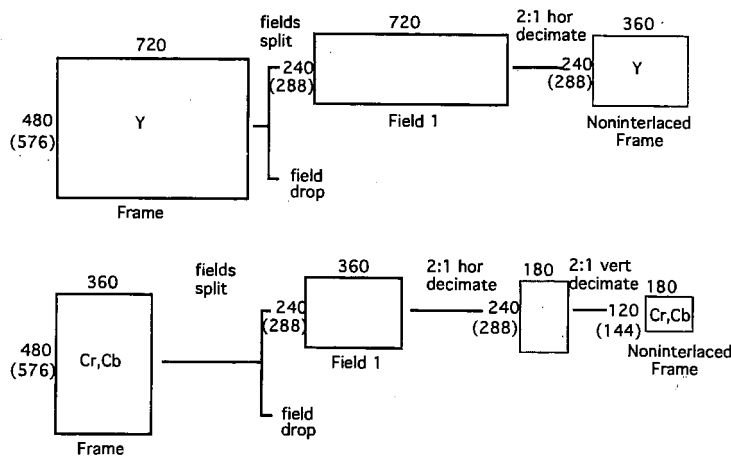 720
480
(576)
Y
Frame
fields
split
240
(288)
field
drop
Field 1
2:1 hor
decimate
360
240
(288)
Y
Noninterlaced
Frame
360
480
(576)
Cr,Cb
Frame
fields
split
240
(288)
field
drop
360
Field 1
2:1 hor
decimate
180
240
(288)
2:1 vert
decimate
180
120
(144)
Cr,Cb
Noninterlaced
Frame